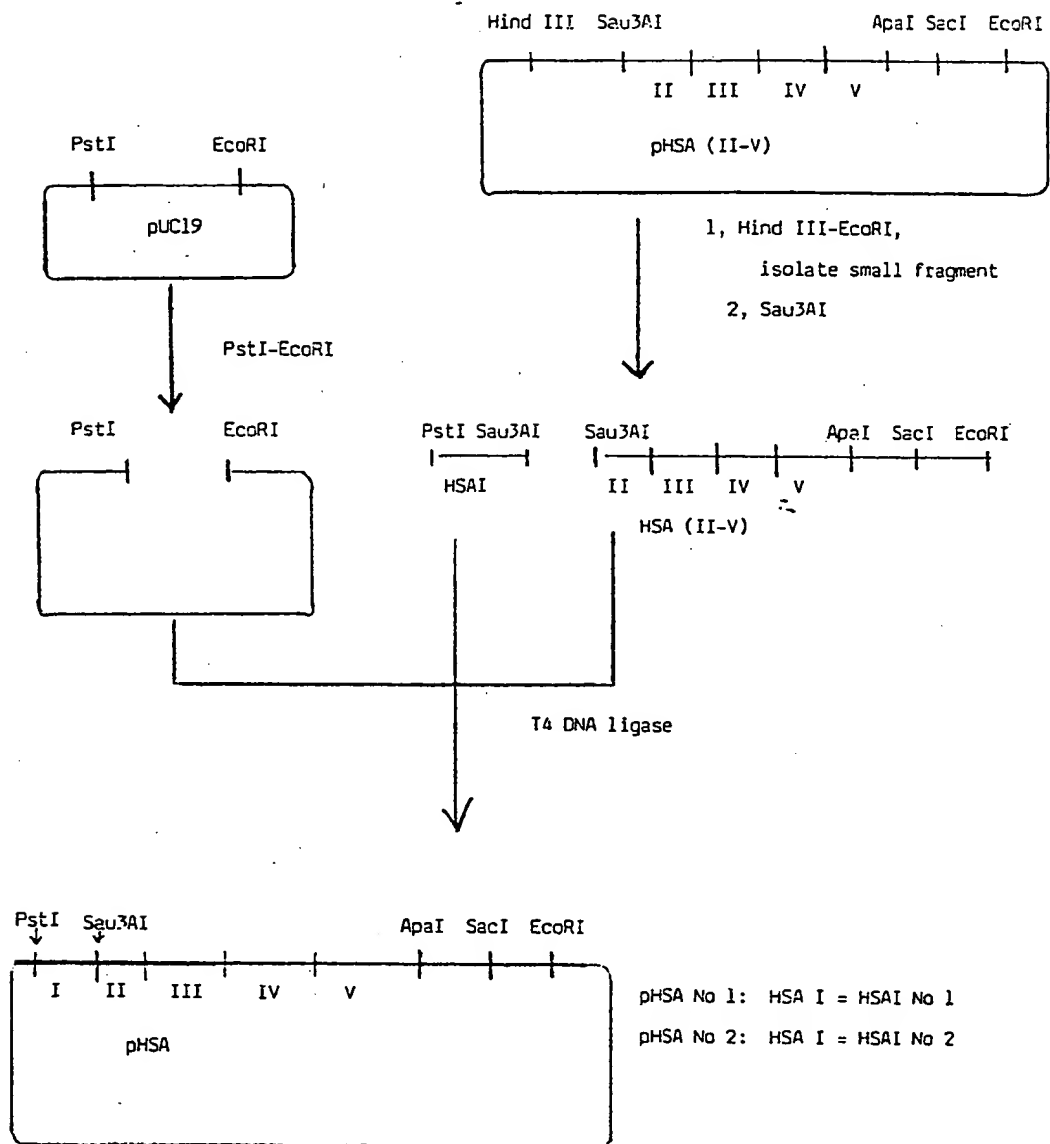 Hind III Sau3AI ApaI SacI EcoRI
II III IV V
pHSA (II-V)
PstI EcoRI
pUC19
1, Hind III-EcoRI,
isolate small fragment
2, Sau3AI
PstI-EcoRI
PstI EcoRI
PstI Sau3AI Sau3AI ApaI SacI EcoRI
HSAI II III IV V
HSA (II-V)
T4 DNA ligase
PstI Sau3AI ApaI SacI EcoRI
I II III IV V
pHSA
pHSA No 1: HSA I = HSAI No 1
pHSA No 2: HSA I = HSAI No 2